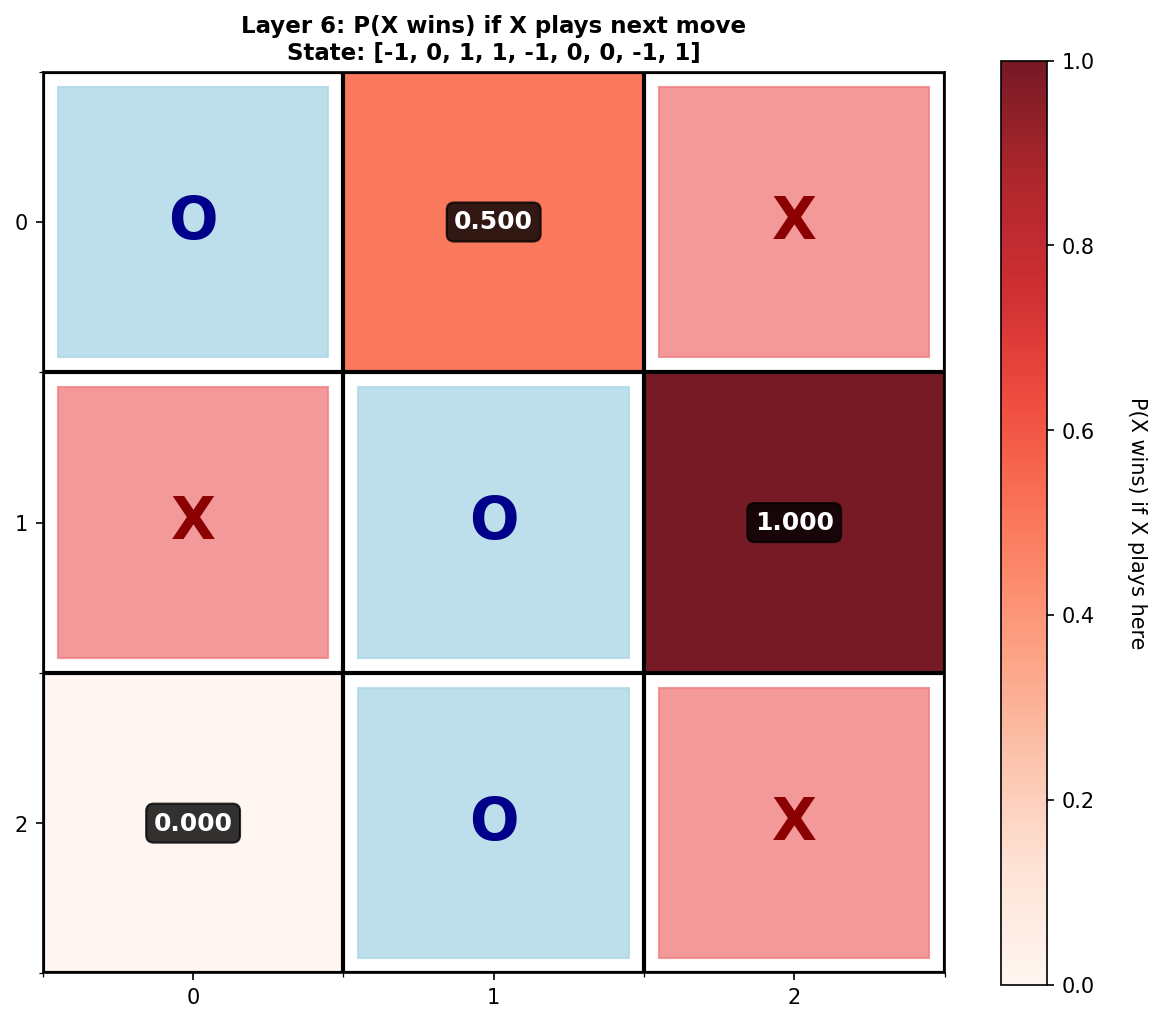 Layer 6: P(X wins) if X plays next move
State: [-1, 0, 1, 1, -1, 0, 0, -1, 1]
0
O
0.500
X
1
X
O
1.000
2
0.000
O
X
0
1
2
1.0
0.8
0.6
0.4
0.2
0.0
P(X wins) if X plays here